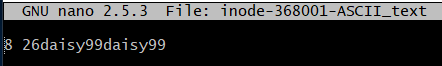 GNU nano 2.5.3 File: inode-368001-ASCII_text
8 26daisy99daisy99